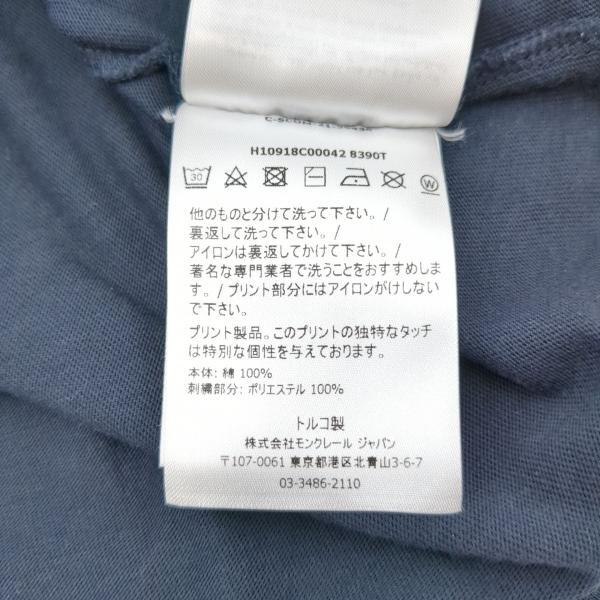 H10918C00042 8390T
30
W
他のものと分けて洗って下さい。/
裏返して洗って下さい。/
アイロンは裏返してかけて下さい。/
著名な専門業者で洗うことをおすすめしま
す。/ プリント部分にはアイロンがけしない
で下さい。
プリント製品。このプリントの独特なタッチ
は特別な個性を与えております。
本体: 綿 100%
刺繍部分: ポリエステル 100%
トルコ製
株式会社モンクレール ジャパン
〒107-0061 東京都港区北青山3-6-7
03-3486-2110